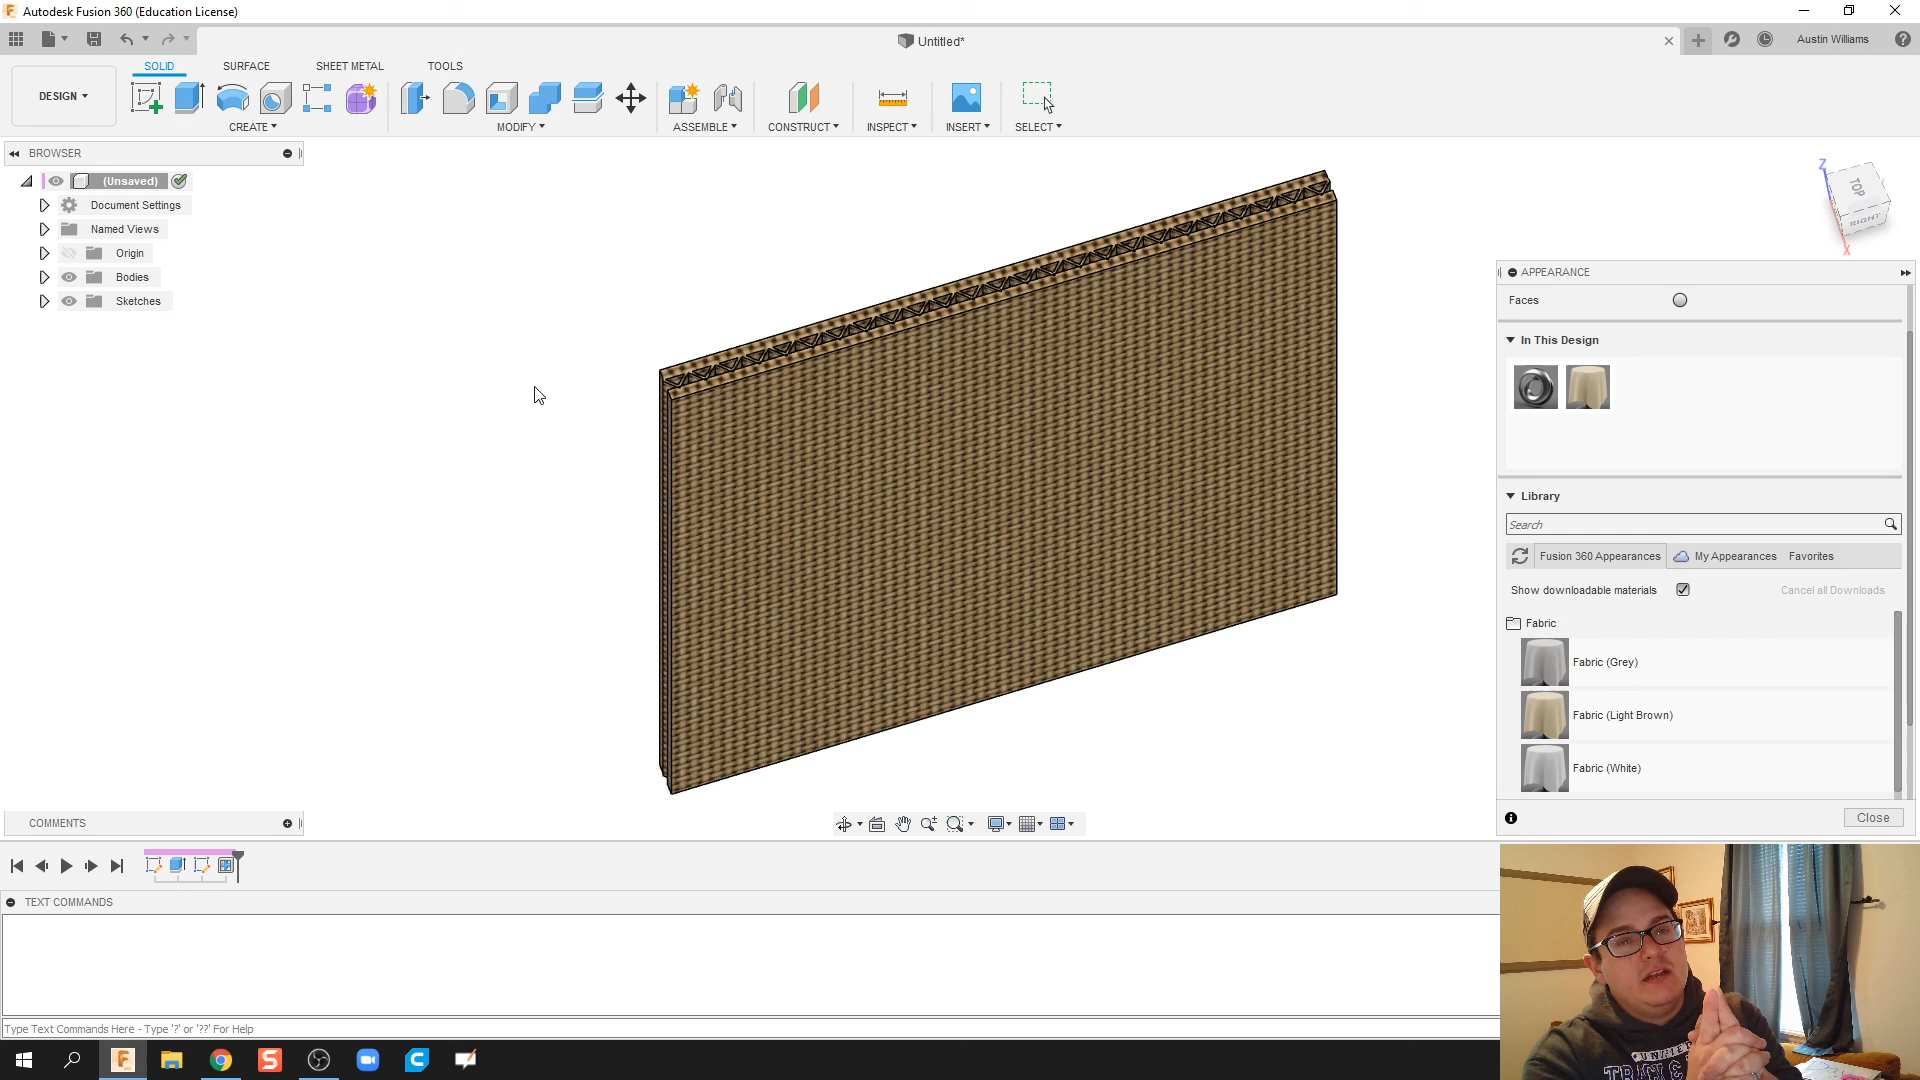 Autodesk Fusion 360 (Education License)
Untitled*
Austin Williams
DESIGN
SOLID
SURFACE
SHEET METAL
TOOLS
CREATE
MODIFY
ASSEMBLE
CONSTRUCT
INSPECT
INSERT
SELECT
BROWSER
(Unsaved)
Document Settings
Named Views
Origin
Bodies
Sketches
Z
TOP
RIGHT
X
APPEARANCE
Faces
In This Design
Library
Search
Fusion 360 Appearances
My Appearances
Favorites
Show downloadable materials
Cancel all Downloads
Fabric
Fabric (Grey)
Fabric (Light Brown)
Fabric (White)
Close
COMMENTS
TEXT COMMANDS
Type Text Commands Here - Type '?' or '??' For Help